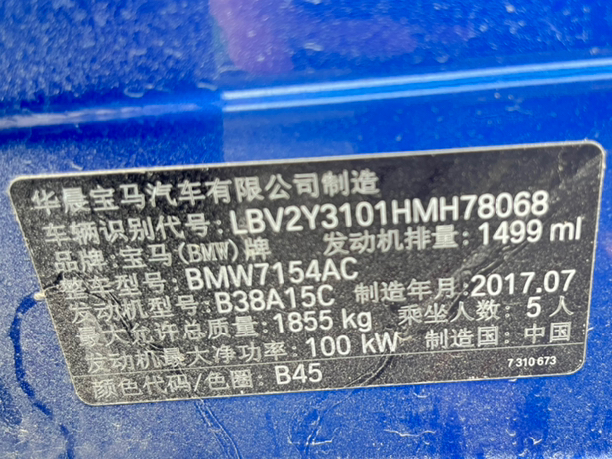 华晨宝马汽车有限公司制造
车辆识别代号: LBV2Y3101HMH78068
品牌: 宝马(BMW)牌 发动机排量: 1499 ml
整车型号: BMW7154AC
发动机型号: B38A15C 制造年月: 2017.07
最大允许总质量: 1855 kg 乘坐人数: 5 人
发动机最大净功率: 100 kW 制造国: 中国
颜色代码/色圈: B45 7 310 673